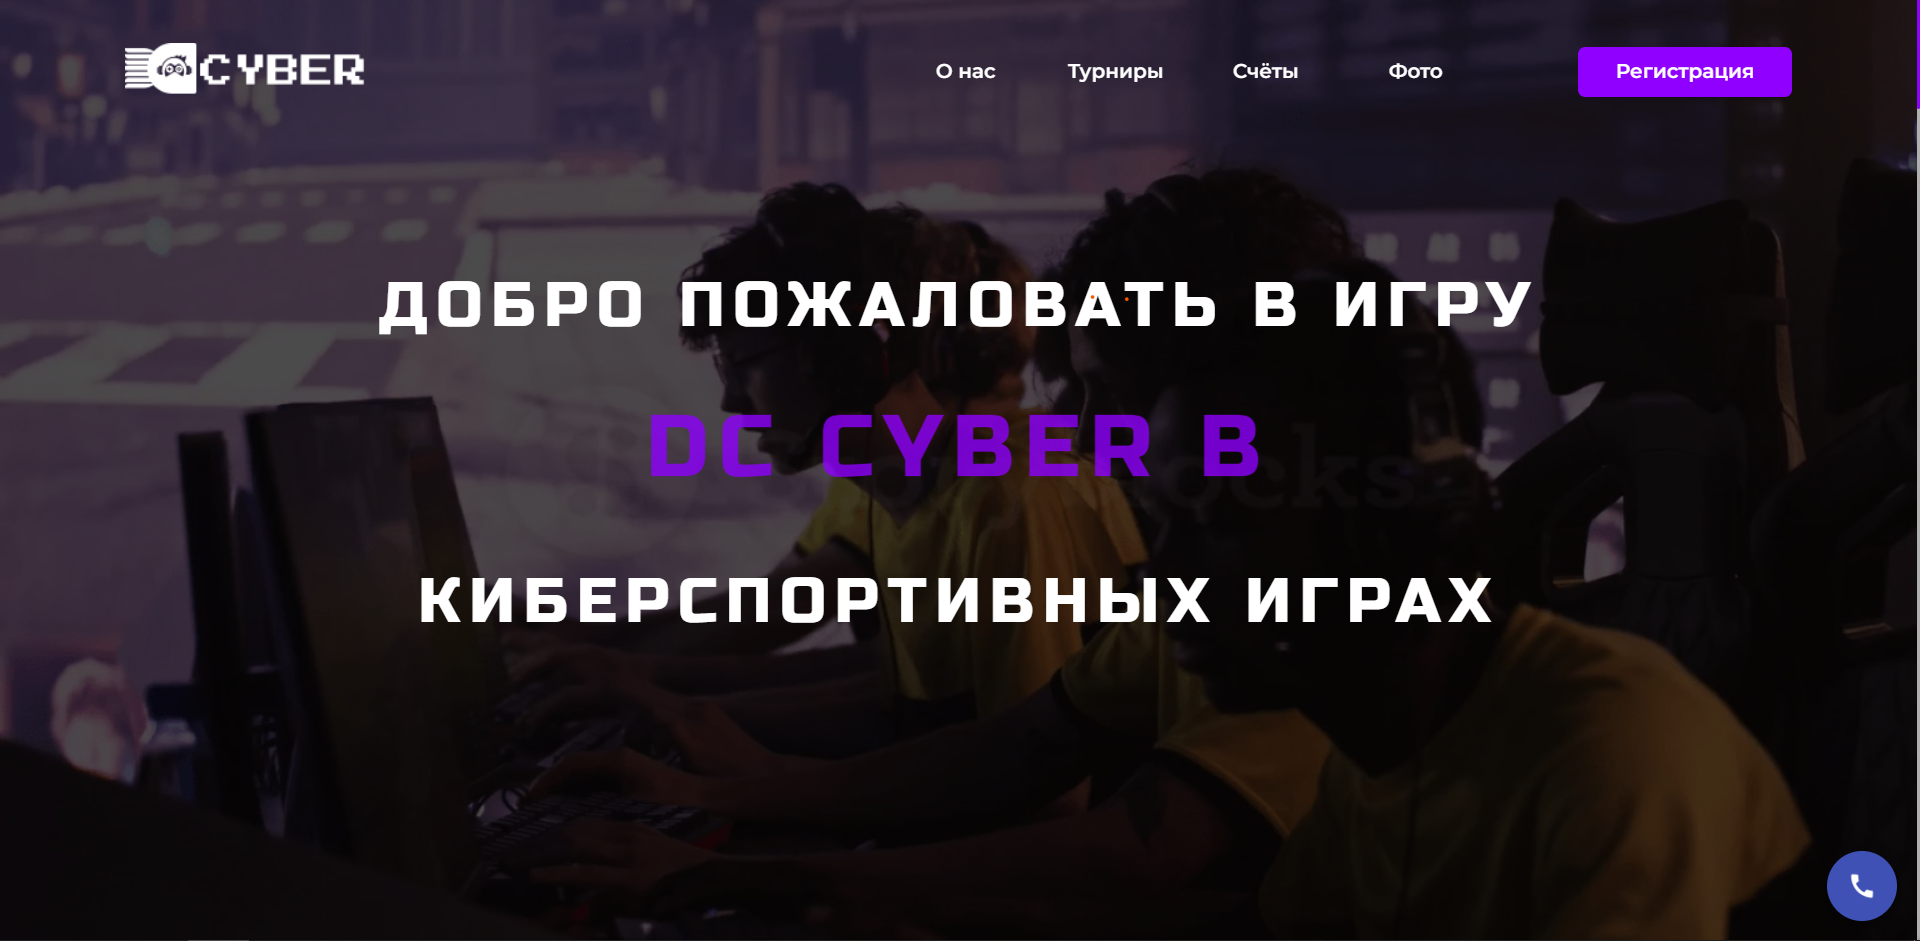 CYBER
О нас
Турниры
Счёты
Фото
Регистрация
ДОБРО ПОЖАЛОВАТЬ В ИГРУ
DC CYBER В
КИБЕРСПОРТИВНЫХ ИГРАХ